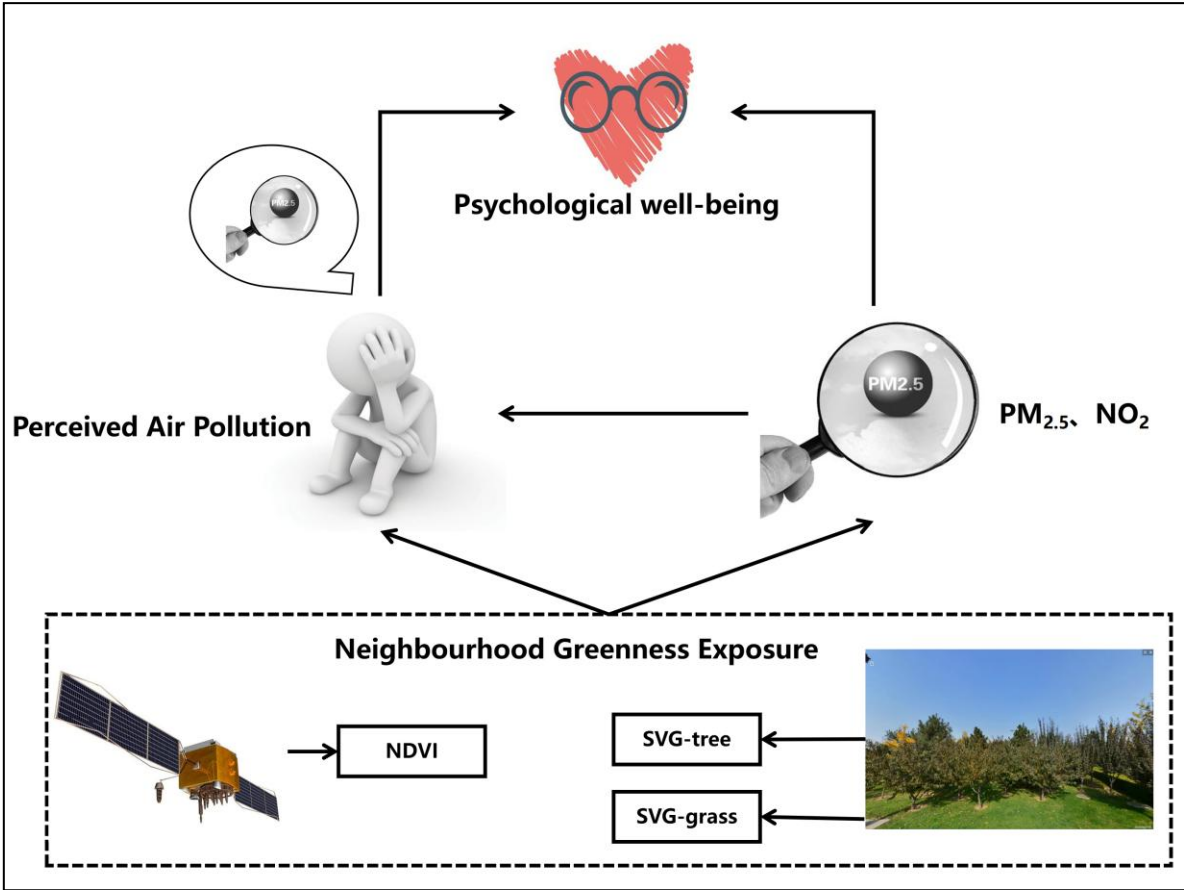 PM2.5
Psychological well-being
Perceived Air Pollution
PM2.5
PM₂.₅、NO₂
Neighbourhood Greenness Exposure
NDVI
SVG-tree
SVG-grass